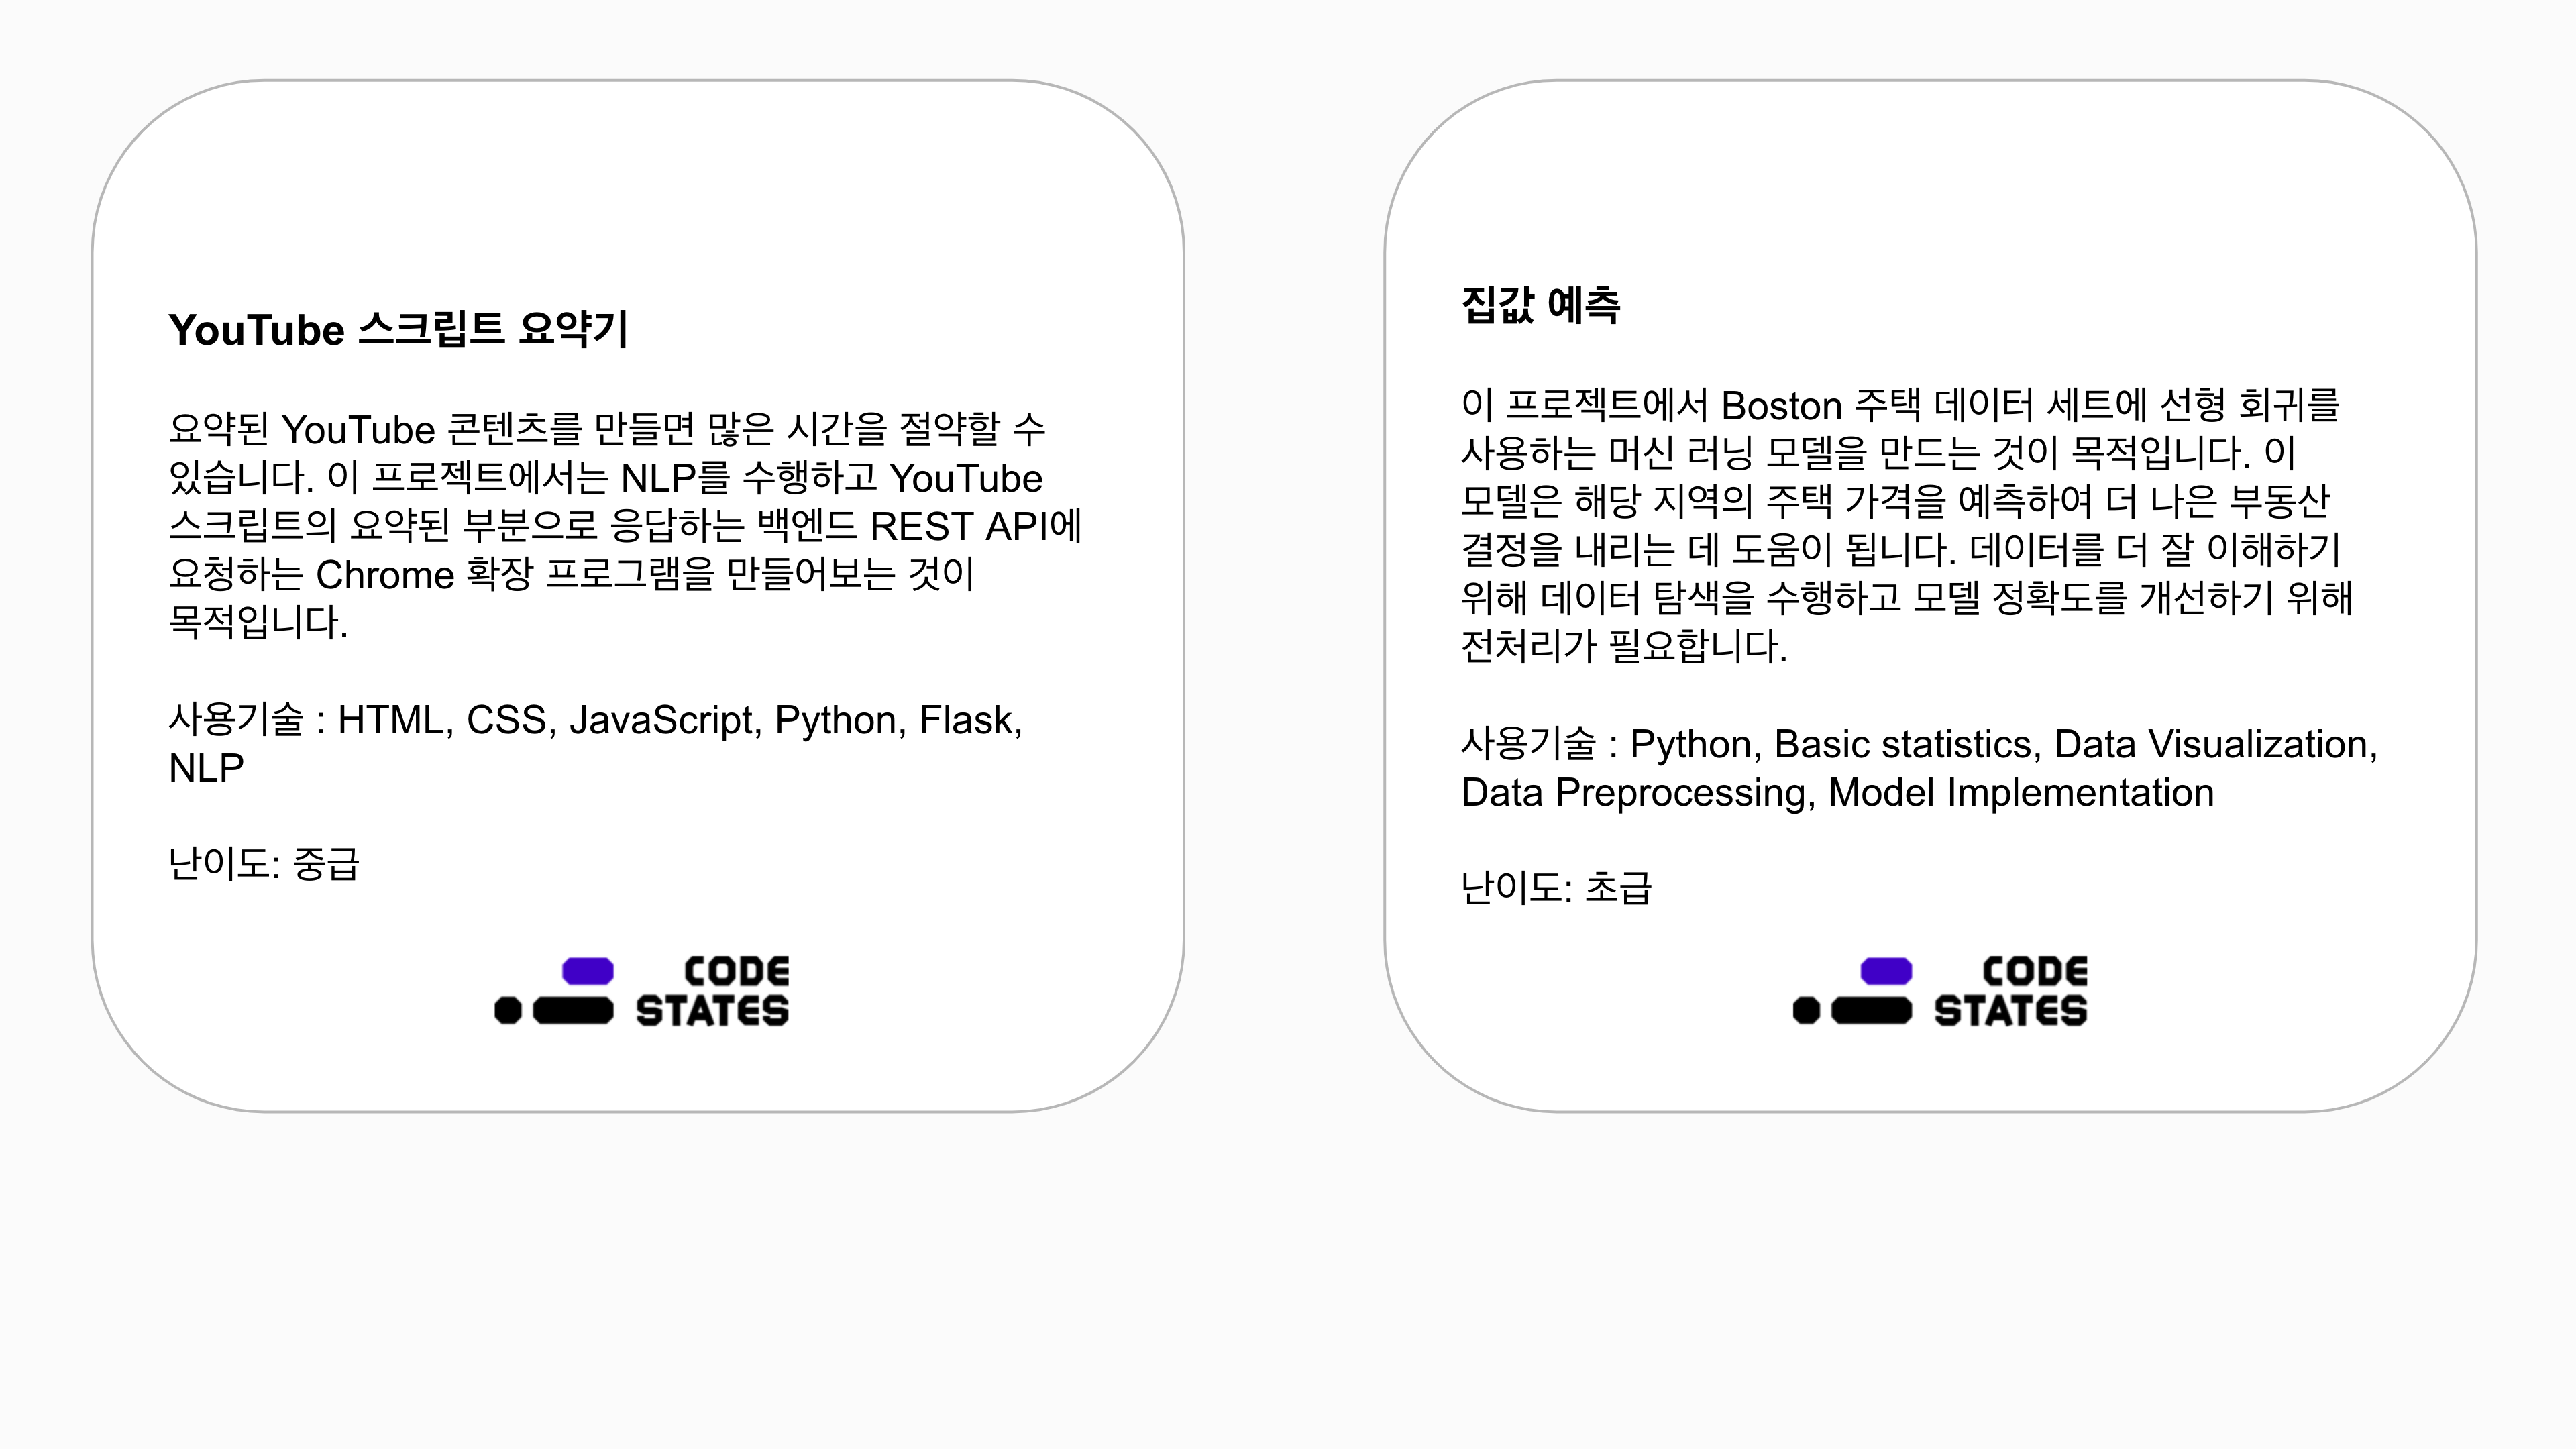 YouTube 스크립트 요약기
요약된 YouTube 콘텐츠를 만들면 많은 시간을 절약할 수
있습니다. 이 프로젝트에서는 NLP를 수행하고 YouTube
스크립트의 요약된 부분으로 응답하는 백엔드 REST API에
요청하는 Chrome 확장 프로그램을 만들어보는 것이
목적입니다.
사용기술 : HTML, CSS, JavaScript, Python, Flask,
NLP
난이도: 중급
CODE
STATES
집값 예측
이 프로젝트에서 Boston 주택 데이터 세트에 선형 회귀를
사용하는 머신 러닝 모델을 만드는 것이 목적입니다. 이
모델은 해당 지역의 주택 가격을 예측하여 더 나은 부동산
결정을 내리는 데 도움이 됩니다. 데이터를 더 잘 이해하기
위해 데이터 탐색을 수행하고 모델 정확도를 개선하기 위해
전처리가 필요합니다.
사용기술 : Python, Basic statistics, Data Visualization,
Data Preprocessing, Model Implementation
난이도: 초급
CODE
STATES